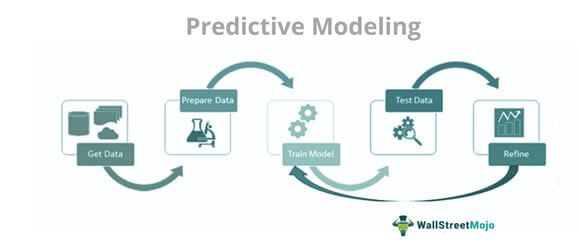 Predictive Modeling
Prepare Data
Test Data
Get Data
Train Model
Refine
WallStreetMojo